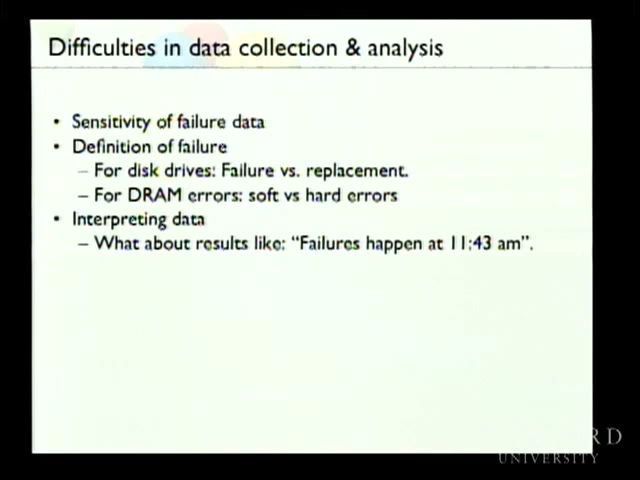 Difficulties in data collection & analysis
• Sensitivity of failure data
• Definition of failure
– For disk drives: Failure vs. replacement.
– For DRAM errors: soft vs hard errors
• Interpreting data
– What about results like: “Failures happen at 11:43 am”.
UNIVERSITY